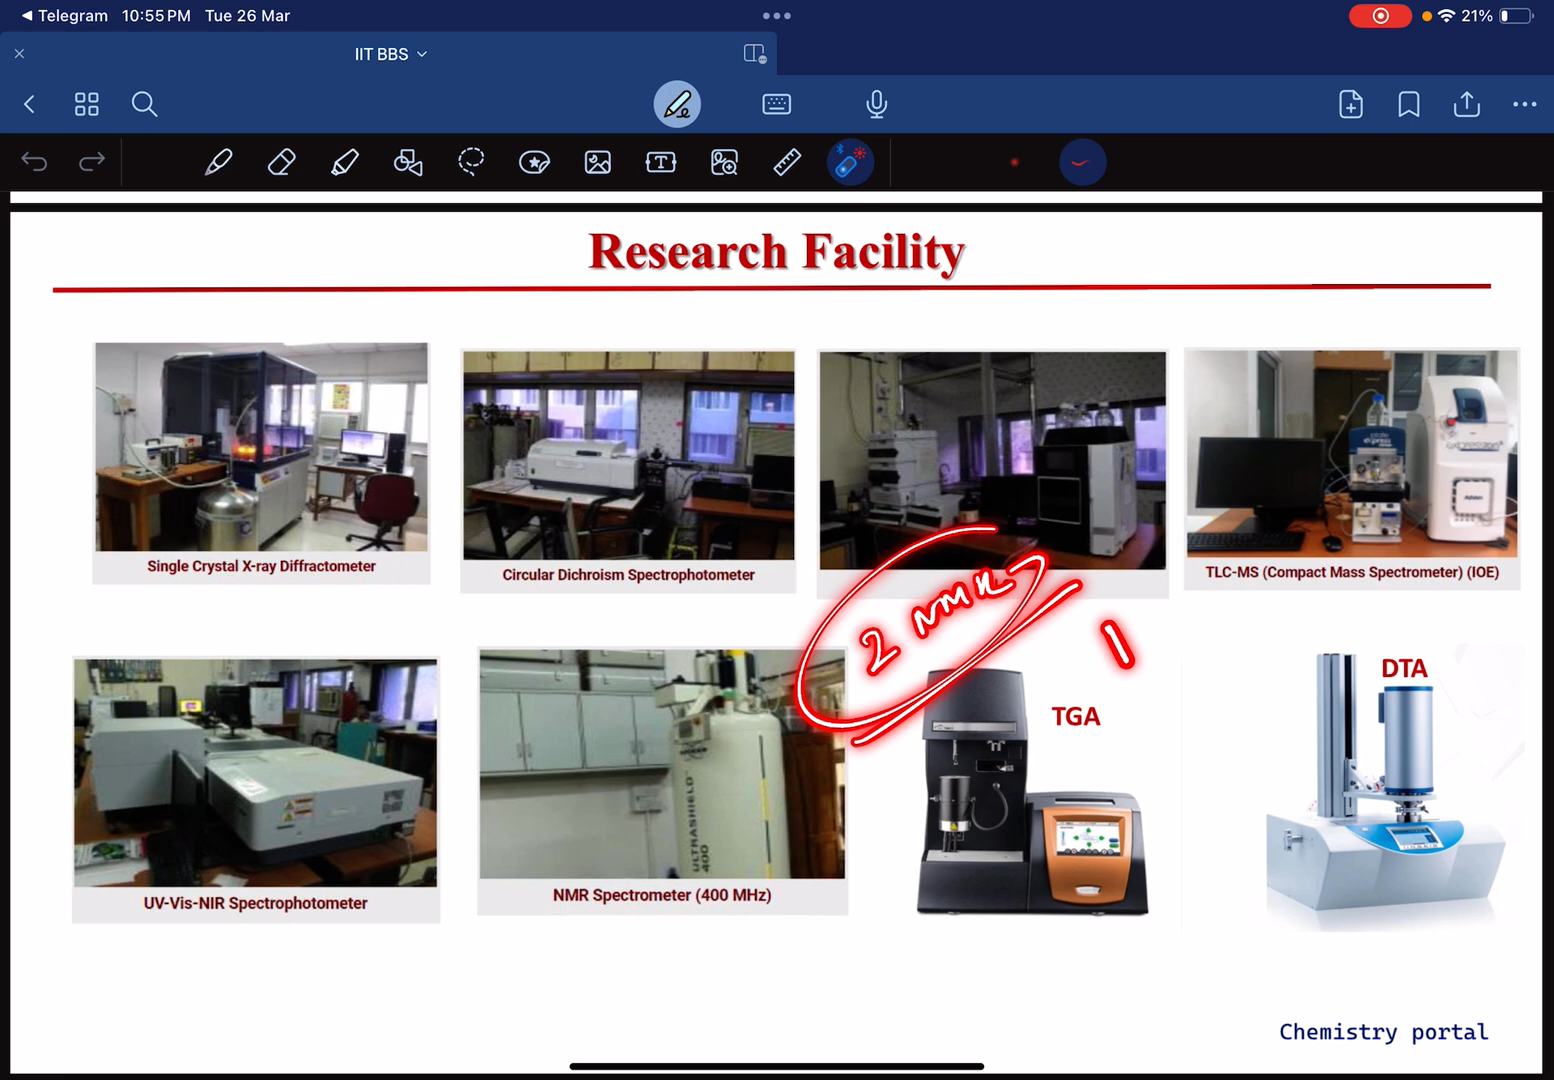 Telegram 10:55 PM Tue 26 Mar
21%
IIT BBS
T
Research Facility
Single Crystal X-ray Diffractometer
Circular Dichroism Spectrophotometer
TLC-MS (Compact Mass Spectrometer) (IOE)
2 NMR
UV-Vis-NIR Spectrophotometer
ULTRASHIELD
400
NMR Spectrometer (400 MHz)
TGA
DTA
Chemistry portal